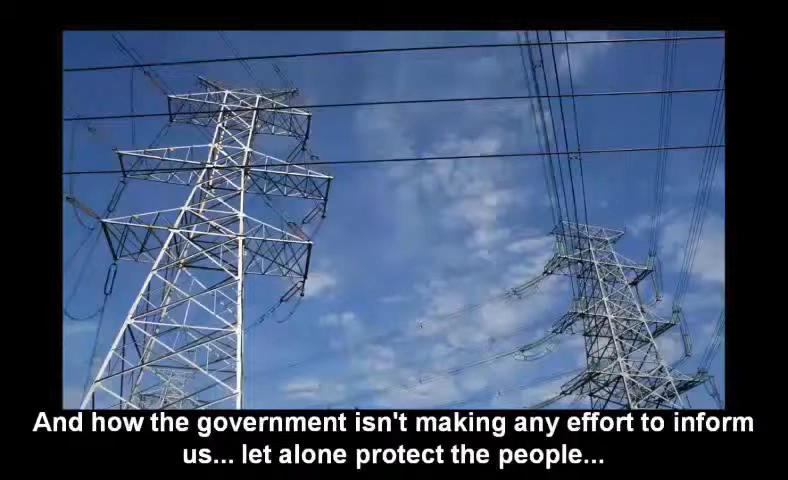 And how the government isn't making any effort to inform
us... let alone protect the people...